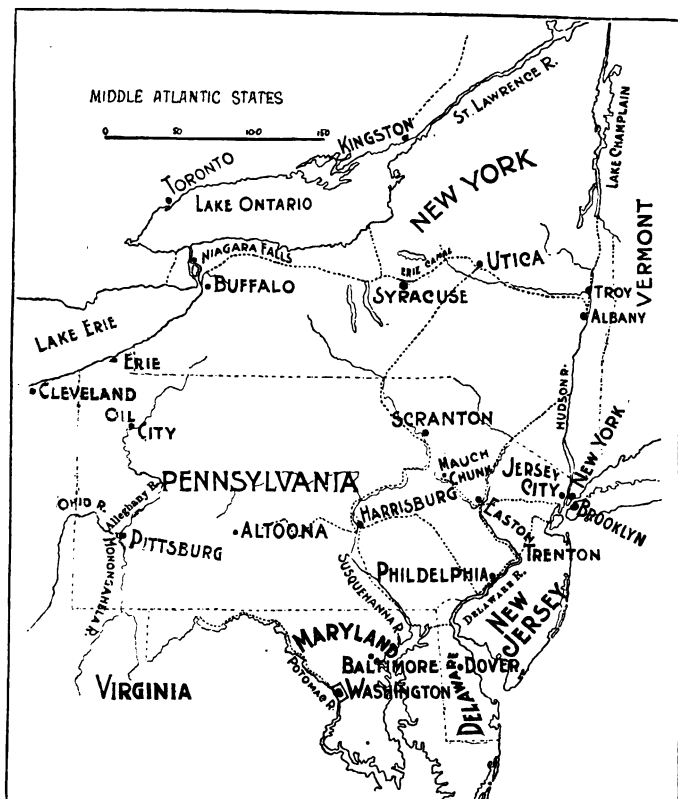 MIDDLE ATLANTIC STATES
0 50 100 150
ST. LAWRENCE R.
KINGSTON
LAKE CHAMPLAIN
TORONTO
LAKE ONTARIO
NEW YORK
VERMONT
NIAGARA FALLS
ERIE CANAL
UTICA
BUFFALO
SYRACUSE
TROY
ALBANY
LAKE ERIE
ERIE
CLEVELAND
HUDSON R.
OIL
CITY
SCRANTON
MAUCH
CHUNK
JERSEY
CITY
NEW YORK
BROOKLYN
PENNSYLVANIA
OHIO R.
Alleghany R.
HARRISBURG
EASTON
PITTSBURG
ALTOONA
TRENTON
MONONGAHELA R.
SUSQUEHANNA R.
PHILDELPHIA
DELAWARE R.
NEW
JERSEY
MARYLAND
BALTIMORE
DOVER
VIRGINIA
POTOMAC R.
WASHINGTON
DELAWARE